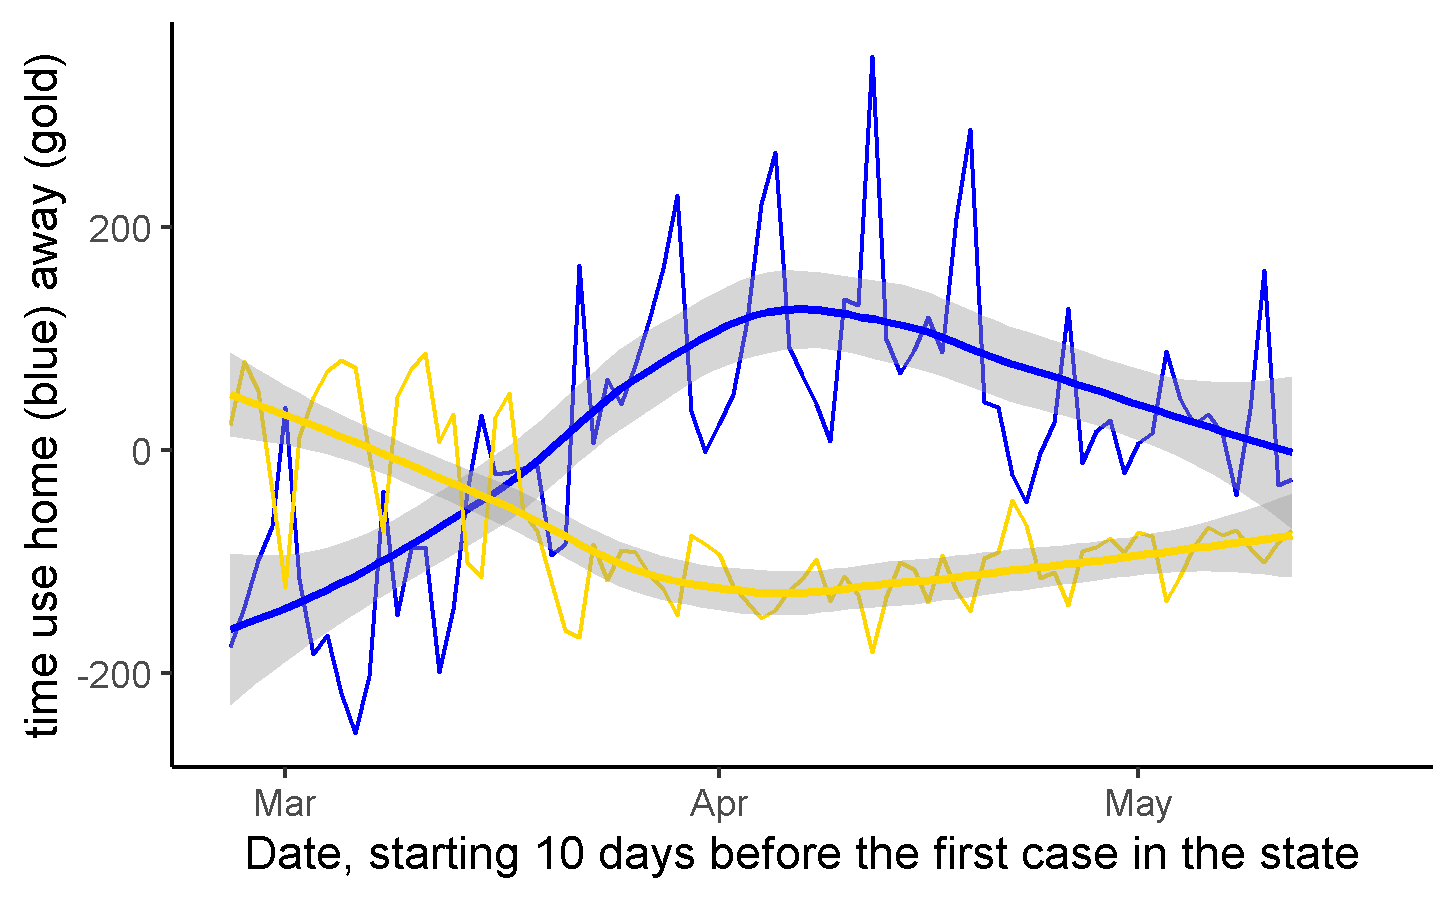 time use home (blue) away (gold)
200
0
-200
Mar Apr May
Date, starting 10 days before the first case in the state